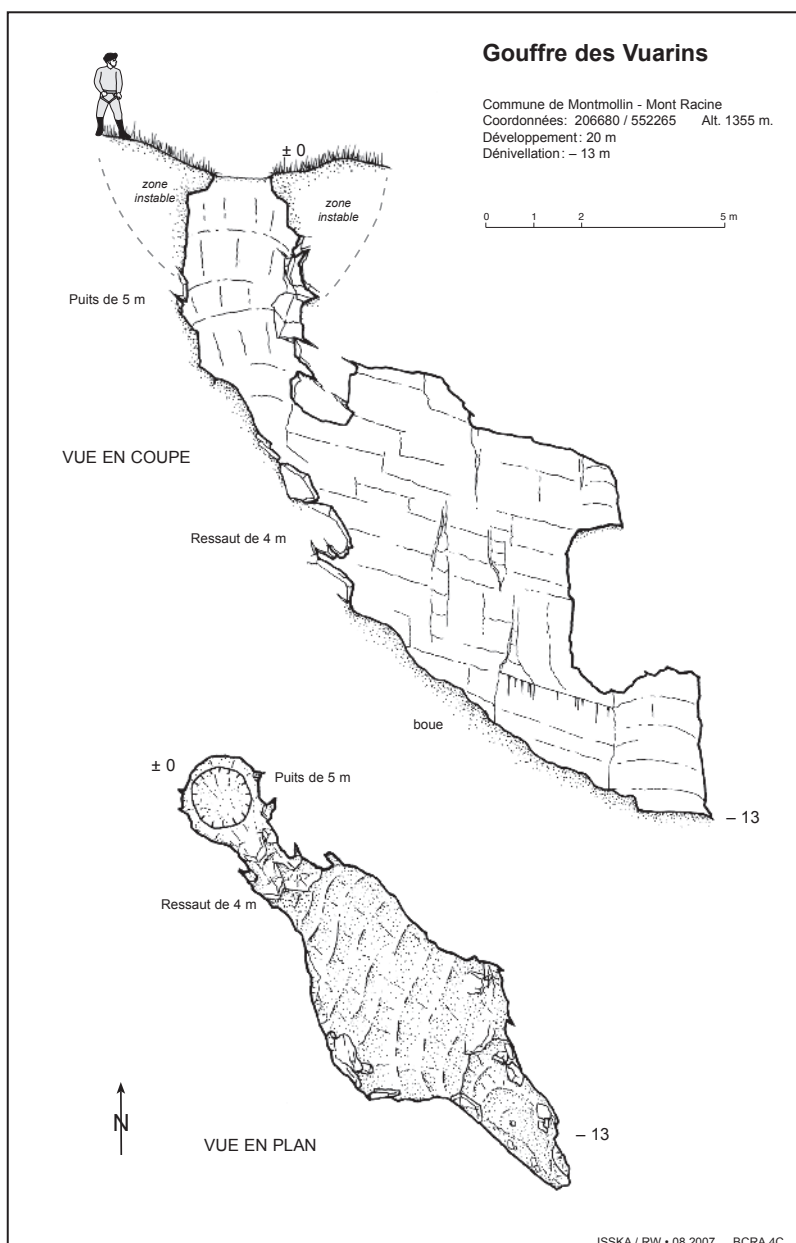 Gouffre des Vuarins
Commune de Montmollin - Mont Racine
Coordonnées: 206680 / 552265 Alt. 1355 m.
Développement: 20 m
Dénivellation: – 13 m
0 1 2 5 m
± 0
zone
instable
zone
instable
Puits de 5 m
VUE EN COUPE
Ressaut de 4 m
boue
– 13
± 0
Puits de 5 m
Ressaut de 4 m
N
VUE EN PLAN
– 13
ISSKA / RW • 08.2007 BCRA 4C